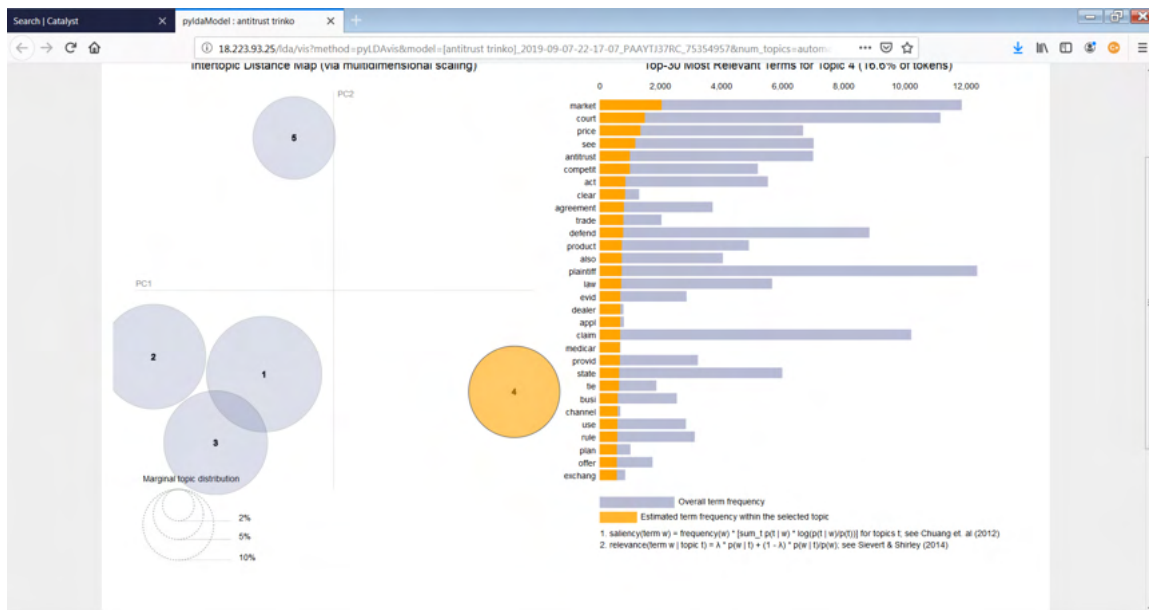 Search | Catalyst
pyldaModel : antitrust trinko
18.223.93.25/lda/vis?method=pyLDAvis&model=[antitrust trinko]_2019-09-07-22-17-07_PAAYTJ37RC_75354957&num_topics=autom
Intertopic Distance Map (via multidimensional scaling)
PC2
5
PC1
2
1
4
3
Marginal topic distribution
2%
5%
10%
Top-30 Most Relevant Terms for Topic 4 (16.6% of tokens)
0 2,000 4,000 6,000 8,000 10,000 12,000
market
court
price
see
antitrust
competit
act
clear
agreement
trade
defend
product
also
plaintiff
law
evid
dealer
appl
claim
medicar
provid
state
tie
busi
channel
use
rule
plan
offer
exchang
Overall term frequency
Estimated term frequency within the selected topic
1. saliency(term w) = frequency(w) * [sum_t p(t | w) * log(p(t | w)/p(t))] for topics t; see Chuang et. al (2012)
2. relevance(term w | topic t) = λ * p(w | t) + (1 - λ) * p(w | t)/p(w); see Sievert & Shirley (2014)